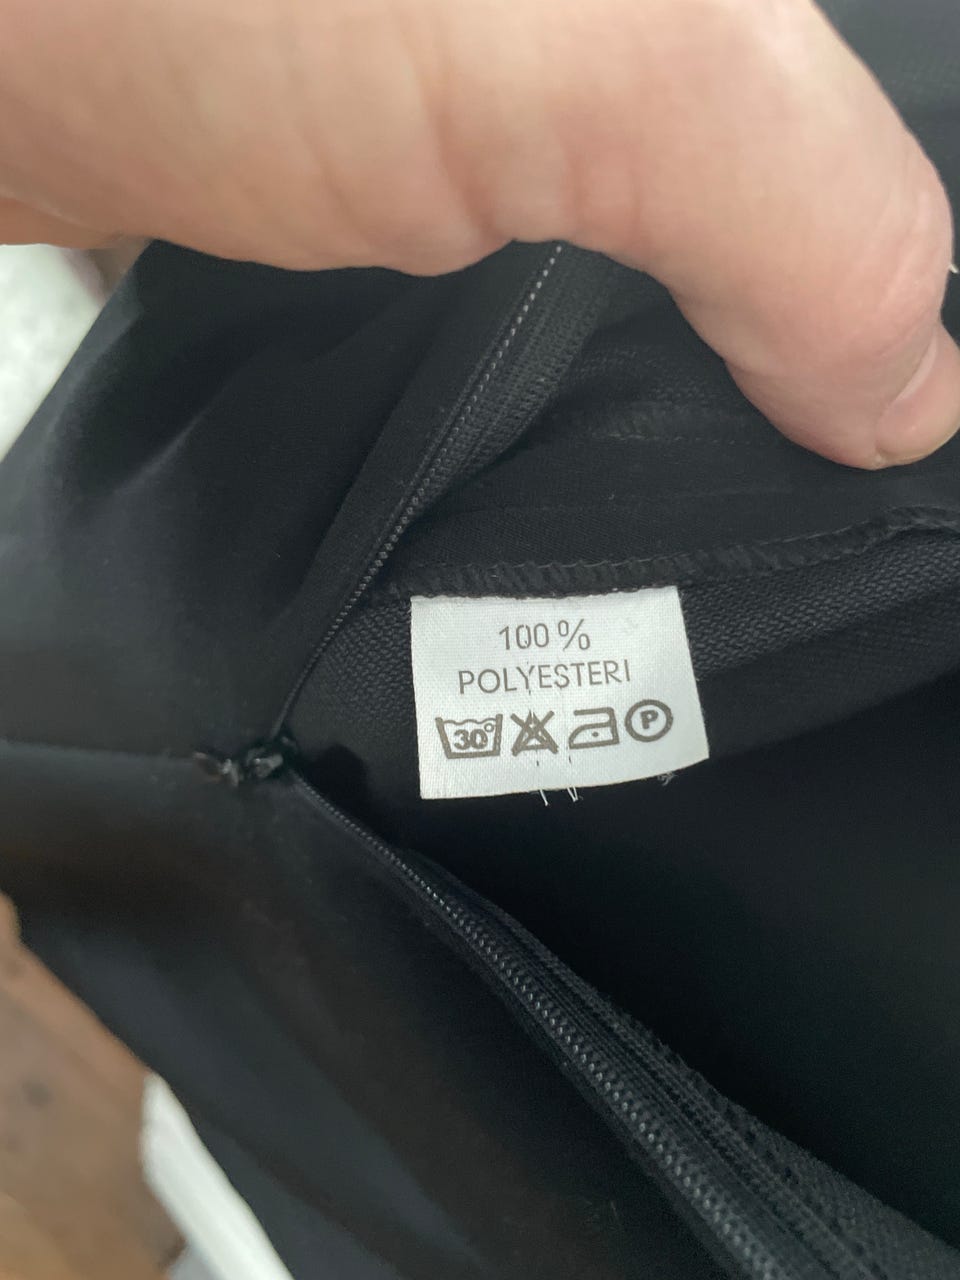 100 %
POLYESTERI
30°
P